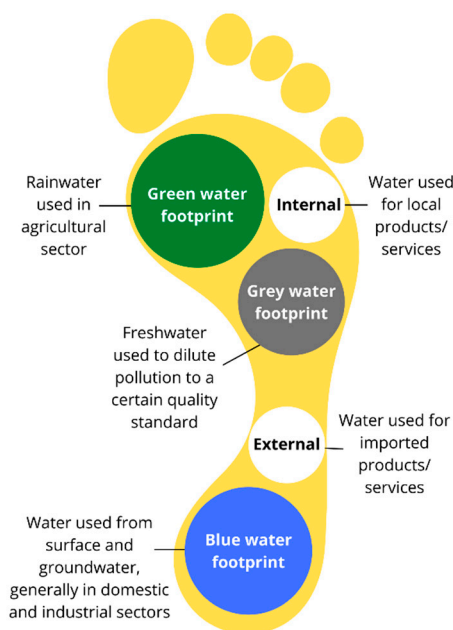 Rainwater
used in
agricultural
sector
Green water
footprint
Internal
Water used
for local
products/
services
Grey water
footprint
Freshwater
used to dilute
pollution to a
certain quality
standard
External
Water used for
imported
products/
services
Water used from
surface and
groundwater,
generally in domestic
and industrial sectors
Blue water
footprint